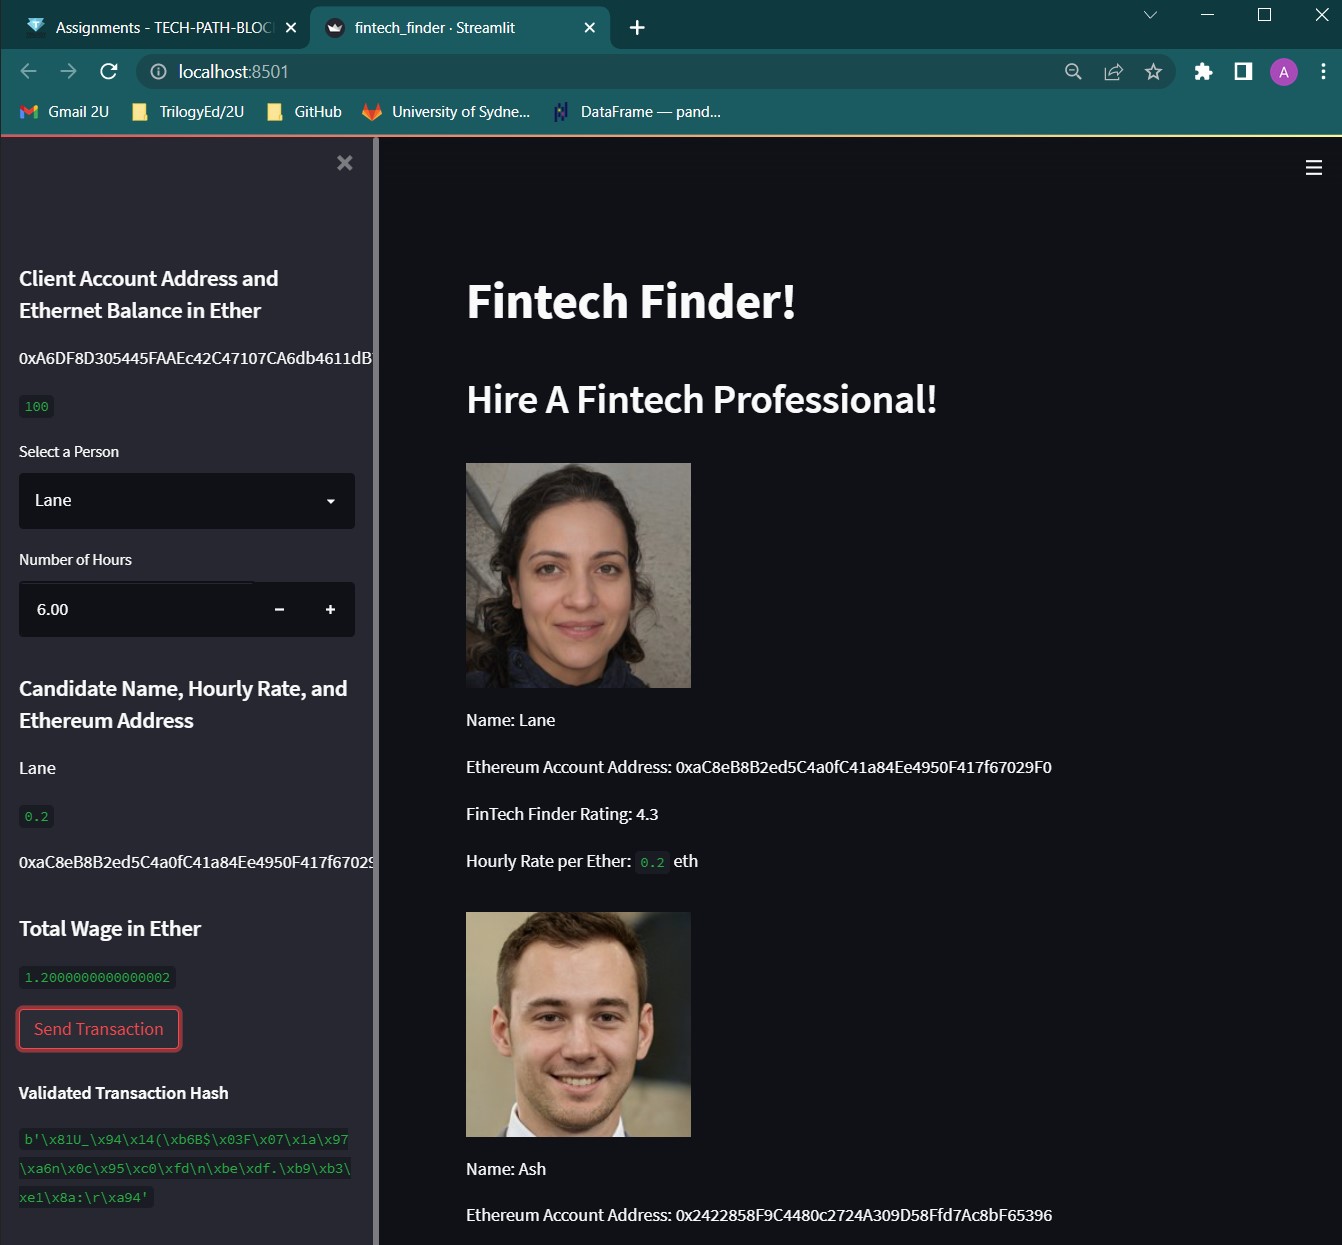 Assignments - TECH-PATH-BLOC
fintech_finder · Streamlit
localhost:8501
A
Gmail 2U
TrilogyEd/2U
GitHub
University of Sydne...
DataFrame — pand...
Client Account Address and
Ethernet Balance in Ether
0xA6DF8D305445FAAEc42C47107CA6db4611dB
100
Select a Person
Lane
Number of Hours
6.00
Candidate Name, Hourly Rate, and
Ethereum Address
Lane
0.2
0xaC8eB8B2ed5C4a0fC41a84Ee4950F417f67029
Total Wage in Ether
1.2000000000000002
Send Transaction
Validated Transaction Hash
b'\x81U_\x94\x14(\xb6B$\x03F\x07\x1a\x97
\xa6n\x0c\x95\xc0\xfd\n\xbe\xdf.\xb9\xb3\
xe1\x8a:\r\xa94'
Fintech Finder!
Hire A Fintech Professional!
Name: Lane
Ethereum Account Address: 0xaC8eB8B2ed5C4a0fC41a84Ee4950F417f67029F0
FinTech Finder Rating: 4.3
Hourly Rate per Ether: 0.2 eth
Name: Ash
Ethereum Account Address: 0x2422858F9C4480c2724A309D58Ffd7Ac8bF65396